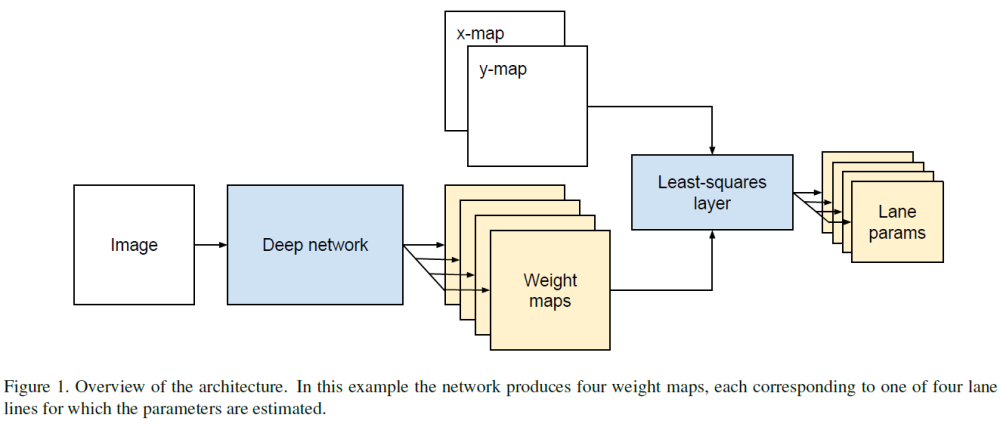 x-map
y-map
Image
Deep network
Weight
maps
Least-squares
layer
Lane
params
Figure 1. Overview of the architecture. In this example the network produces four weight maps, each corresponding to one of four lane
lines for which the parameters are estimated.